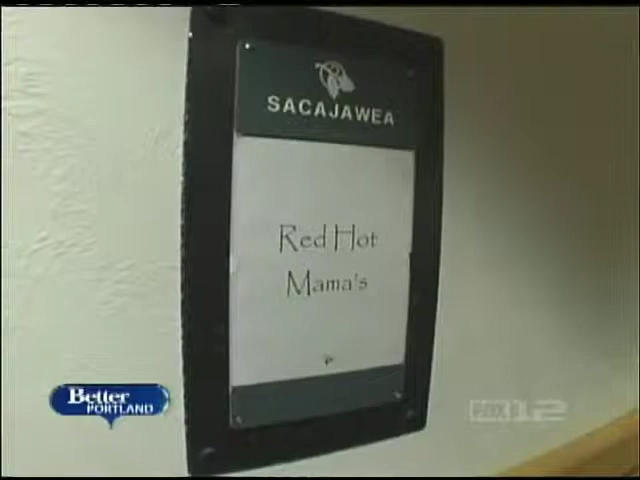 SACAJAWEA
Red Hot
Mama's
Better
PORTLAND
FOX 12